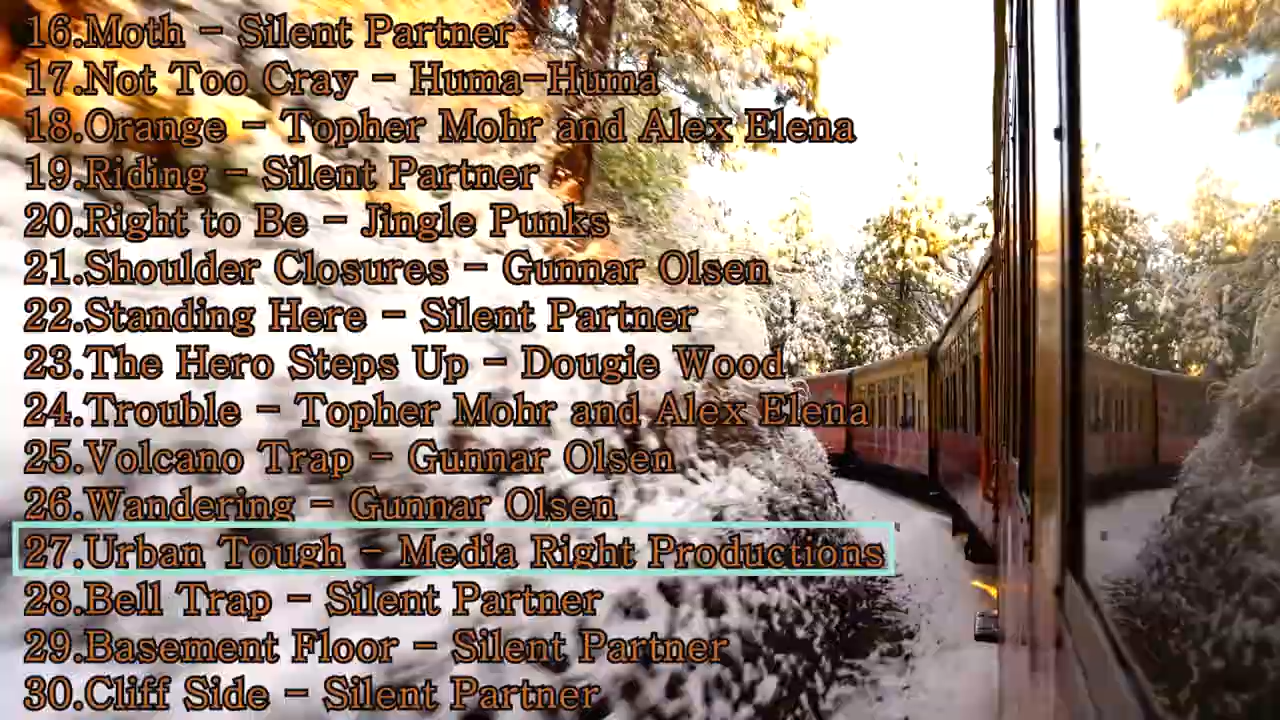 16.Moth - Silent Partner
17.Not Too Cray - Huma-Huma
18.Orange - Topher Mohr and Alex Elena
19.Riding - Silent Partner
20.Right to Be - Jingle Punks
21.Shoulder Closures - Gunnar Olsen
22.Standing Here - Silent Partner
23.The Hero Steps Up - Dougie Wood
24.Trouble - Topher Mohr and Alex Elena
25.Volcano Trap - Gunnar Olsen
26.Wandering - Gunnar Olsen
27.Urban Tough - Media Right Productions
28.Bell Trap - Silent Partner
29.Basement Floor - Silent Partner
30.Cliff Side - Silent Partner